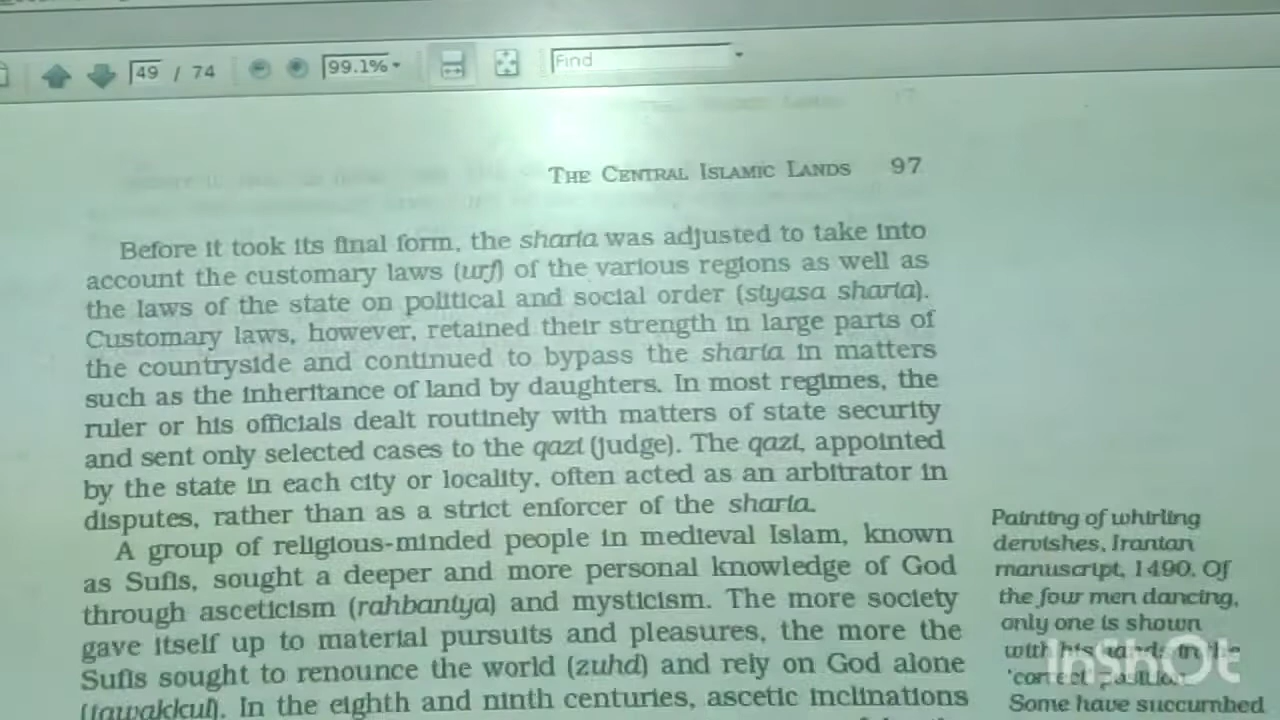 49 / 74
99.1%
Find
THE CENTRAL ISLAMIC LANDS 97
Before it took its final form, the sharia was adjusted to take into
account the customary laws (urf) of the various regions as well as
the laws of the state on political and social order (siyasa sharia).
Customary laws, however, retained their strength in large parts of
the countryside and continued to bypass the sharia in matters
such as the inheritance of land by daughters. In most regimes, the
ruler or his officials dealt routinely with matters of state security
and sent only selected cases to the qazi (judge). The qazi, appointed
by the state in each city or locality, often acted as an arbitrator in
disputes, rather than as a strict enforcer of the sharia.
A group of religious-minded people in medieval Islam, known
as Sufis, sought a deeper and more personal knowledge of God
through asceticism (rahbaniya) and mysticism. The more society
gave itself up to material pursuits and pleasures, the more the
Sufis sought to renounce the world (zuhd) and rely on God alone
(tawakkul). In the eighth and ninth centuries, ascetic inclinations
Painting of whirling
dervishes, Iranian
manuscript, 1490. Of
the four men dancing,
only one is shown
with his hands in the
'correct' position.
Some have succumbed
InShOt